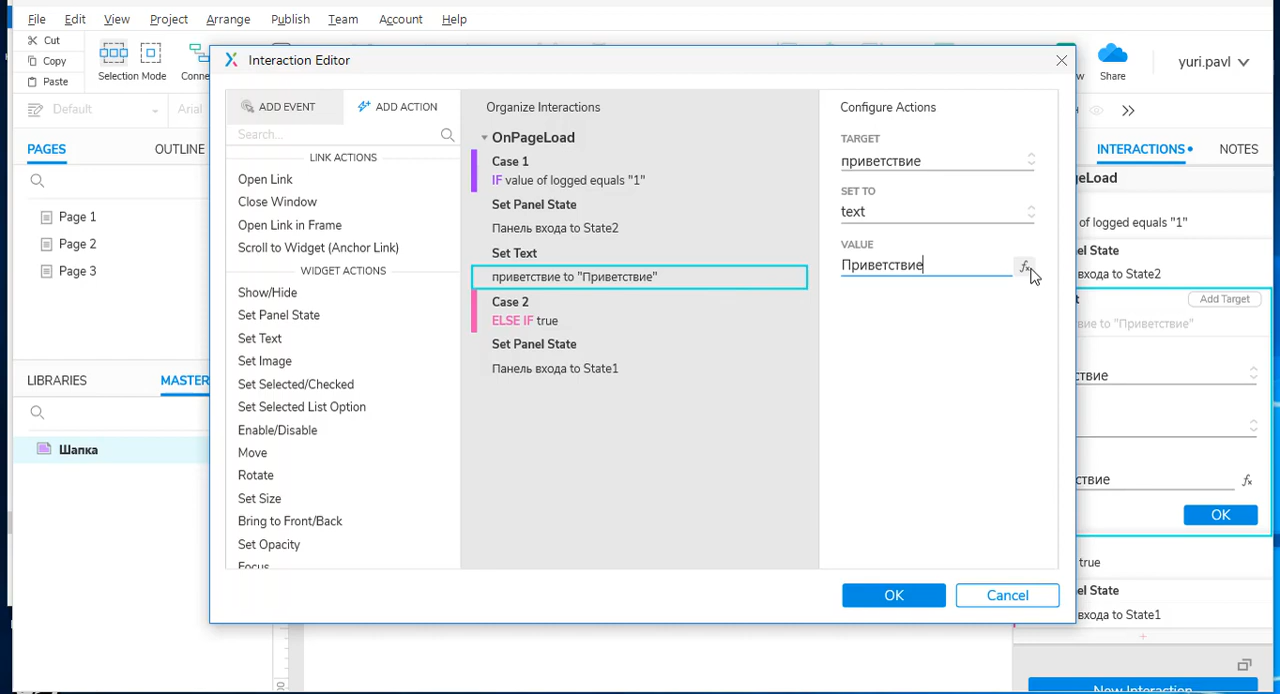 File Edit View Project Arrange Publish Team Account Help
Cut
Copy
Paste
Selection Mode
Share
yuri.pavl
Default
Arial
PAGES
OUTLINE
Page 1
Page 2
Page 3
LIBRARIES
MASTER
Шапка
Interaction Editor
ADD EVENT
ADD ACTION
Search...
LINK ACTIONS
Open Link
Close Window
Open Link in Frame
Scroll to Widget (Anchor Link)
WIDGET ACTIONS
Show/Hide
Set Panel State
Set Text
Set Image
Set Selected/Checked
Set Selected List Option
Enable/Disable
Move
Rotate
Set Size
Bring to Front/Back
Set Opacity
Focus
Organize Interactions
OnPageLoad
Case 1
IF value of logged equals "1"
Set Panel State
Панель входа to State2
Set Text
приветствие to "Приветствие"
Case 2
ELSE IF true
Set Panel State
Панель входа to State1
Configure Actions
TARGET
приветствие
SET TO
text
VALUE
Приветствие
fx
OK
Cancel
INTERACTIONS
NOTES
eLoad
of logged equals "1"
el State
входа to State2
Add Target
вие to "Приветствие"
ствие
ствие
fx
OK
true
el State
входа to State1
New Interaction